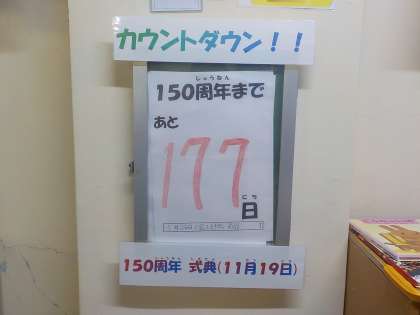 カウントダウン!!
しゅうねん
150周年まで
あと
177
にち
日
150周年 式典(11月19日)